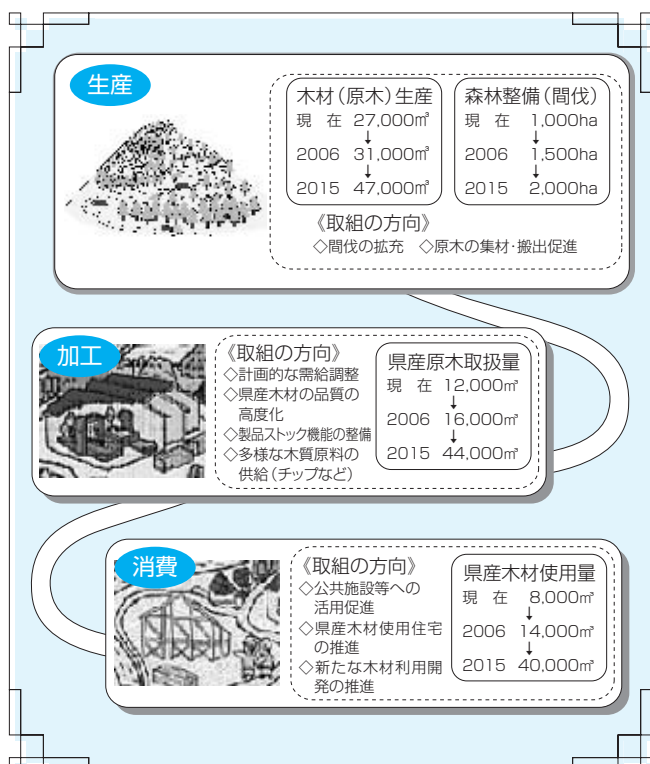 生産
木材(原木)生産
現 在 27,000㎥
↓
2006 31,000㎥
↓
2015 47,000㎥
森林整備(間伐)
現 在 1,000ha
↓
2006 1,500ha
↓
2015 2,000ha
《取組の方向》
◇間伐の拡充 ◇原木の集材・搬出促進
加工
《取組の方向》
◇計画的な需給調整
◇県産木材の品質の
高度化
◇製品ストック機能の整備
◇多様な木質原料の
供給(チップなど)
県産原木取扱量
現 在 12,000㎥
↓
2006 16,000㎥
↓
2015 44,000㎥
消費
《取組の方向》
◇公共施設等への
活用促進
◇県産木材使用住宅
の推進
◇新たな木材利用開
発の推進
県産木材使用量
現 在 8,000㎥
↓
2006 14,000㎥
↓
2015 40,000㎥